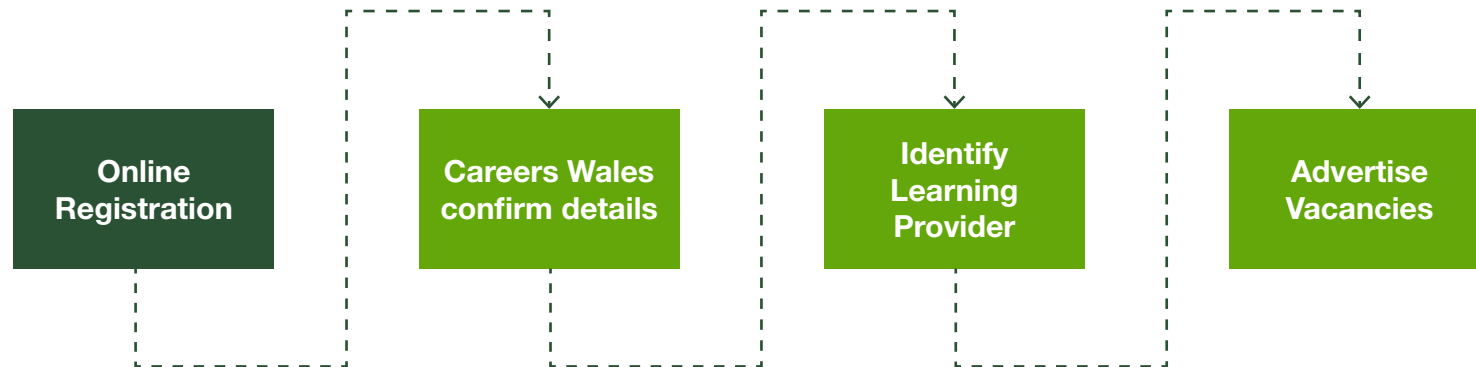 Online
Registration
Careers Wales
confirm details
Identify
Learning
Provider
Advertise
Vacancies